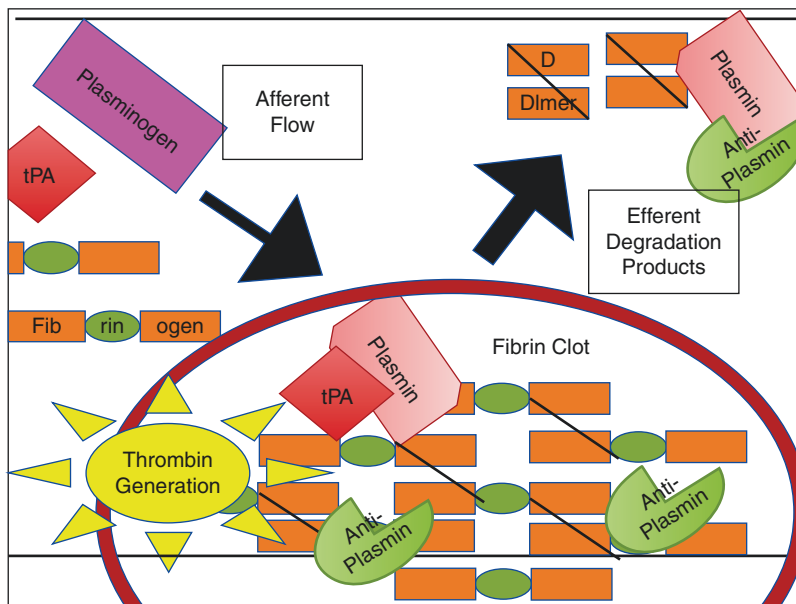 Plasminogen
Afferent
Flow
tPA
D
DImer
Plasmin
Anti-
Plasmin
Efferent
Degradation
Products
Fib rin ogen
Fibrin Clot
Plasmin
tPA
Thrombin
Generation
Anti-
Plasmin
Anti-
Plasmin